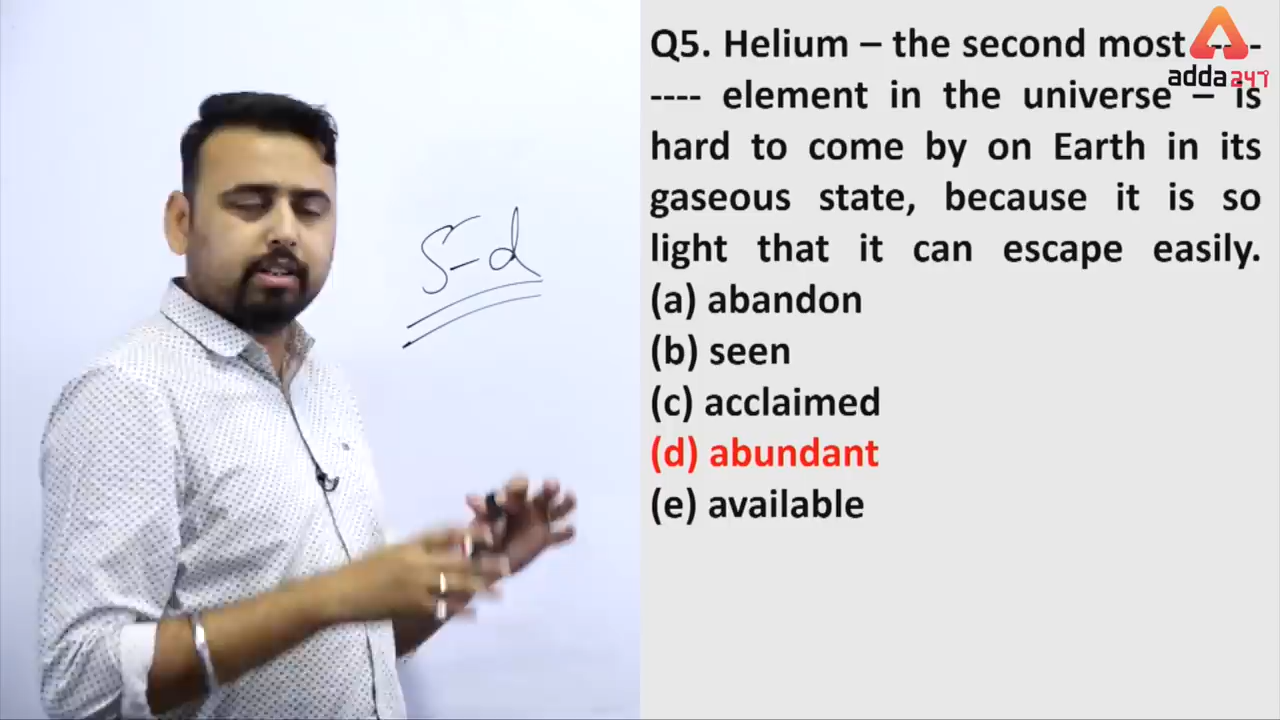 5-d
Q5. Helium – the second most -----
---- element in the universe – is
hard to come by on Earth in its
gaseous state, because it is so
light that it can escape easily.
(a) abandon
(b) seen
(c) acclaimed
(d) abundant
(e) available
adda247